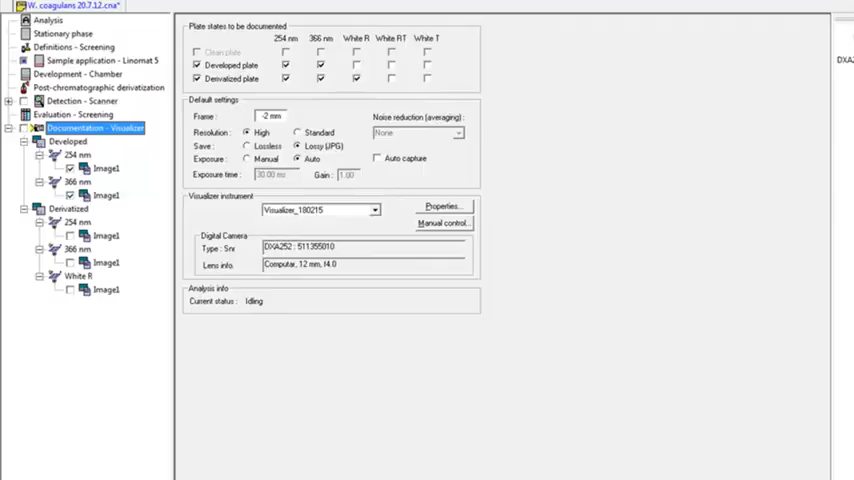 W. coagulans 20.7.12.cna*
Analysis
Stationary phase
Definitions - Screening
Sample application - Linomat 5
Development - Chamber
Post-chromatographic derivatization
Detection - Scanner
Evaluation - Screening
Documentation - Visualizer
Developed
254 nm
Image1
366 nm
Image1
Derivatized
254 nm
Image1
366 nm
Image1
White R
Image1
Plate states to be documented
254 nm 366 nm White R White RT White T
Clean plate
Developed plate
Derivatized plate
Default settings
Frame : -2 mm Noise reduction (averaging) :
Resolution : High Standard None
Save : Lossless Lossy (JPG)
Exposure : Manual Auto Auto capture
Exposure time : 30.00 ms Gain : 1.00
Visualizer instrument
Visualizer_180215 Properties...
Manual control...
Digital Camera
Type : Snr DXA252 : 511355010
Lens info. Computar, 12 mm, f4.0
Analysis info
Current status : Idling
DXA2